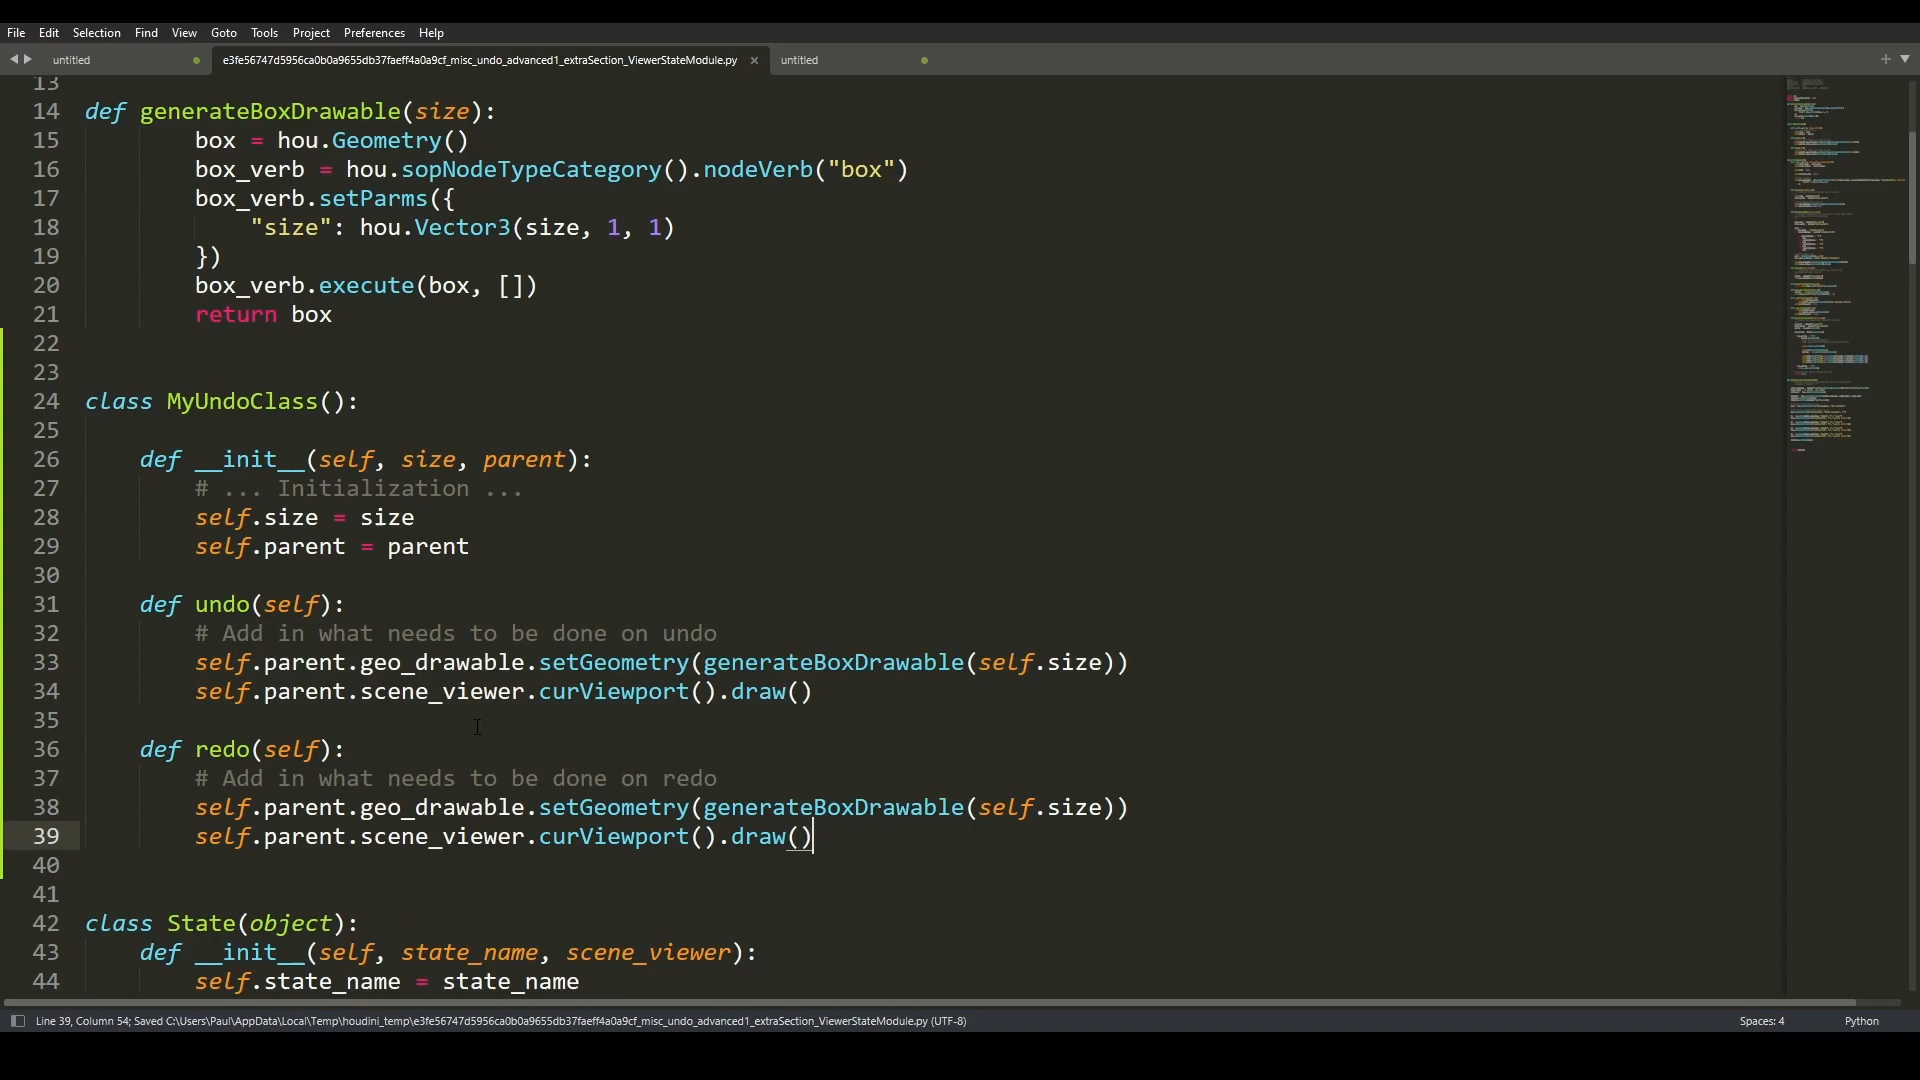 File Edit Selection Find View Goto Tools Project Preferences Help
untitled e3fe56747d5956ca0b0a9655db37faeff4a0a9cf_misc_undo_advanced1_extraSection_ViewerStateModule.py untitled
13
14 def generateBoxDrawable(size):
15 box = hou.Geometry()
16 box_verb = hou.sopNodeTypeCategory().nodeVerb("box")
17 box_verb.setParms({
18 "size": hou.Vector3(size, 1, 1)
19 })
20 box_verb.execute(box, [])
21 return box
22
23
24 class MyUndoClass():
25
26 def __init__(self, size, parent):
27 # ... Initialization ...
28 self.size = size
29 self.parent = parent
30
31 def undo(self):
32 # Add in what needs to be done on undo
33 self.parent.geo_drawable.setGeometry(generateBoxDrawable(self.size))
34 self.parent.scene_viewer.curViewport().draw()
35
36 def redo(self):
37 # Add in what needs to be done on redo
38 self.parent.geo_drawable.setGeometry(generateBoxDrawable(self.size))
39 self.parent.scene_viewer.curViewport().draw()
40
41
42 class State(object):
43 def __init__(self, state_name, scene_viewer):
44 self.state_name = state_name
Line 39, Column 54; Saved C:\Users\Paul\AppData\Local\Temp\houdini_temp\e3fe56747d5956ca0b0a9655db37faeff4a0a9cf_misc_undo_advanced1_extraSection_ViewerStateModule.py (UTF-8) Spaces: 4 Python